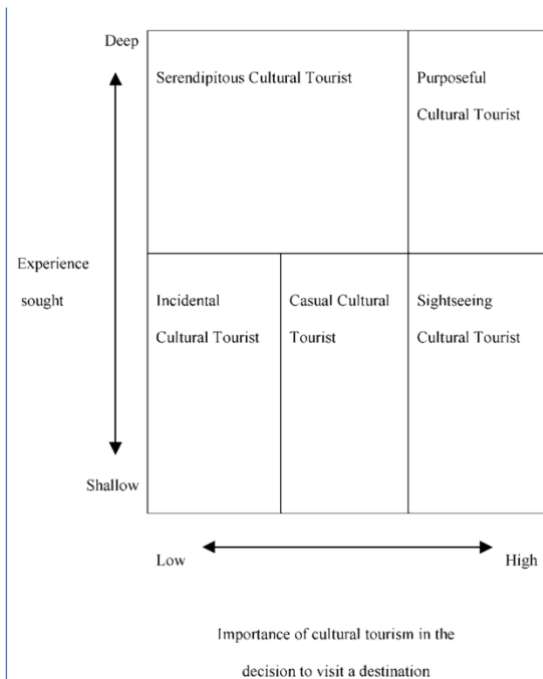 Deep
Serendipitous Cultural Tourist
Purposeful
Cultural Tourist
Experience
sought
Incidental
Cultural Tourist
Casual Cultural
Tourist
Sightseeing
Cultural Tourist
Shallow
Low
High
Importance of cultural tourism in the
decision to visit a destination